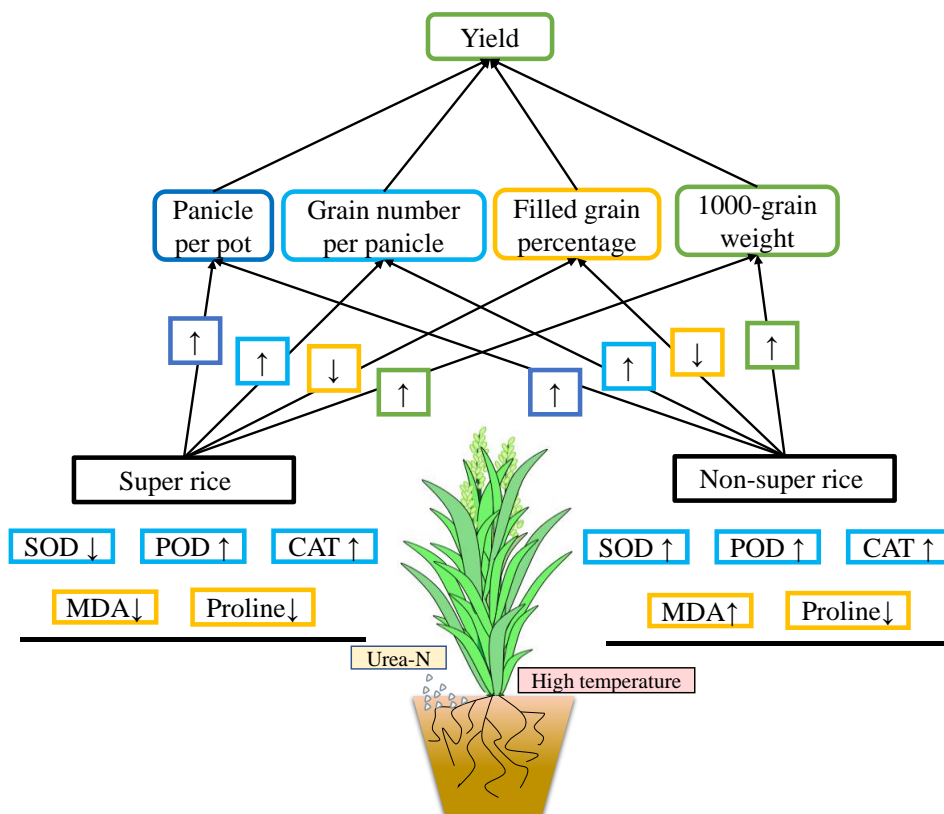 Yield
Panicle
per pot
Grain number
per panicle
Filled grain
percentage
1000-grain
weight
↑
↑
↓
↑
↑
↑
↓
↑
Super rice
Non-super rice
SOD ↓
POD ↑
CAT ↑
SOD ↑
POD ↑
CAT ↑
MDA↓
Proline↓
MDA↑
Proline↓
Urea-N
High temperature